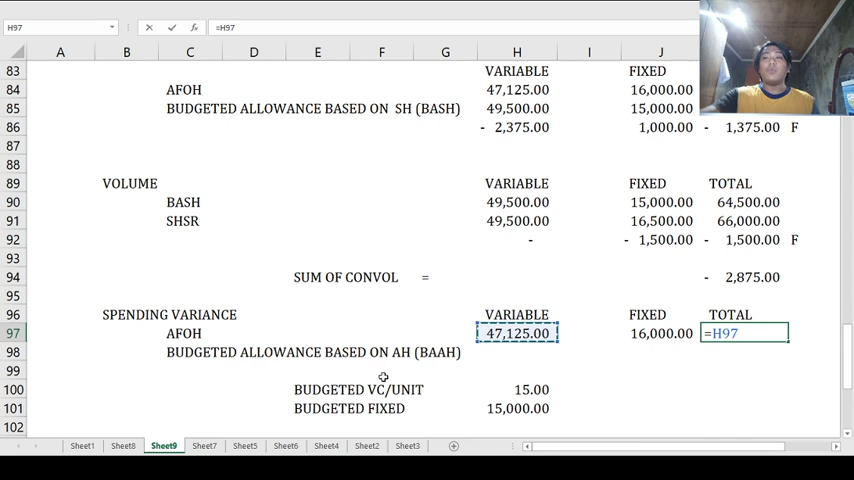 H97 =H97
A B C D E F G H I J
83 VARIABLE FIXED
84 AFOH 47,125.00 16,000.00
85 BUDGETED ALLOWANCE BASED ON SH (BASH) 49,500.00 15,000.00
86 - 2,375.00 1,000.00 - 1,375.00 F
87
88
89 VOLUME VARIABLE FIXED TOTAL
90 BASH 49,500.00 15,000.00 64,500.00
91 SHSR 49,500.00 16,500.00 66,000.00
92 - - 1,500.00 - 1,500.00 F
93
94 SUM OF CONVOL = - 2,875.00
95
96 SPENDING VARIANCE VARIABLE FIXED TOTAL
97 AFOH 47,125.00 16,000.00 =H97
98 BUDGETED ALLOWANCE BASED ON AH (BAAH)
99
100 BUDGETED VC/UNIT 15.00
101 BUDGETED FIXED 15,000.00
102
Sheet1 Sheet8 Sheet9 Sheet7 Sheet5 Sheet6 Sheet4 Sheet2 Sheet3